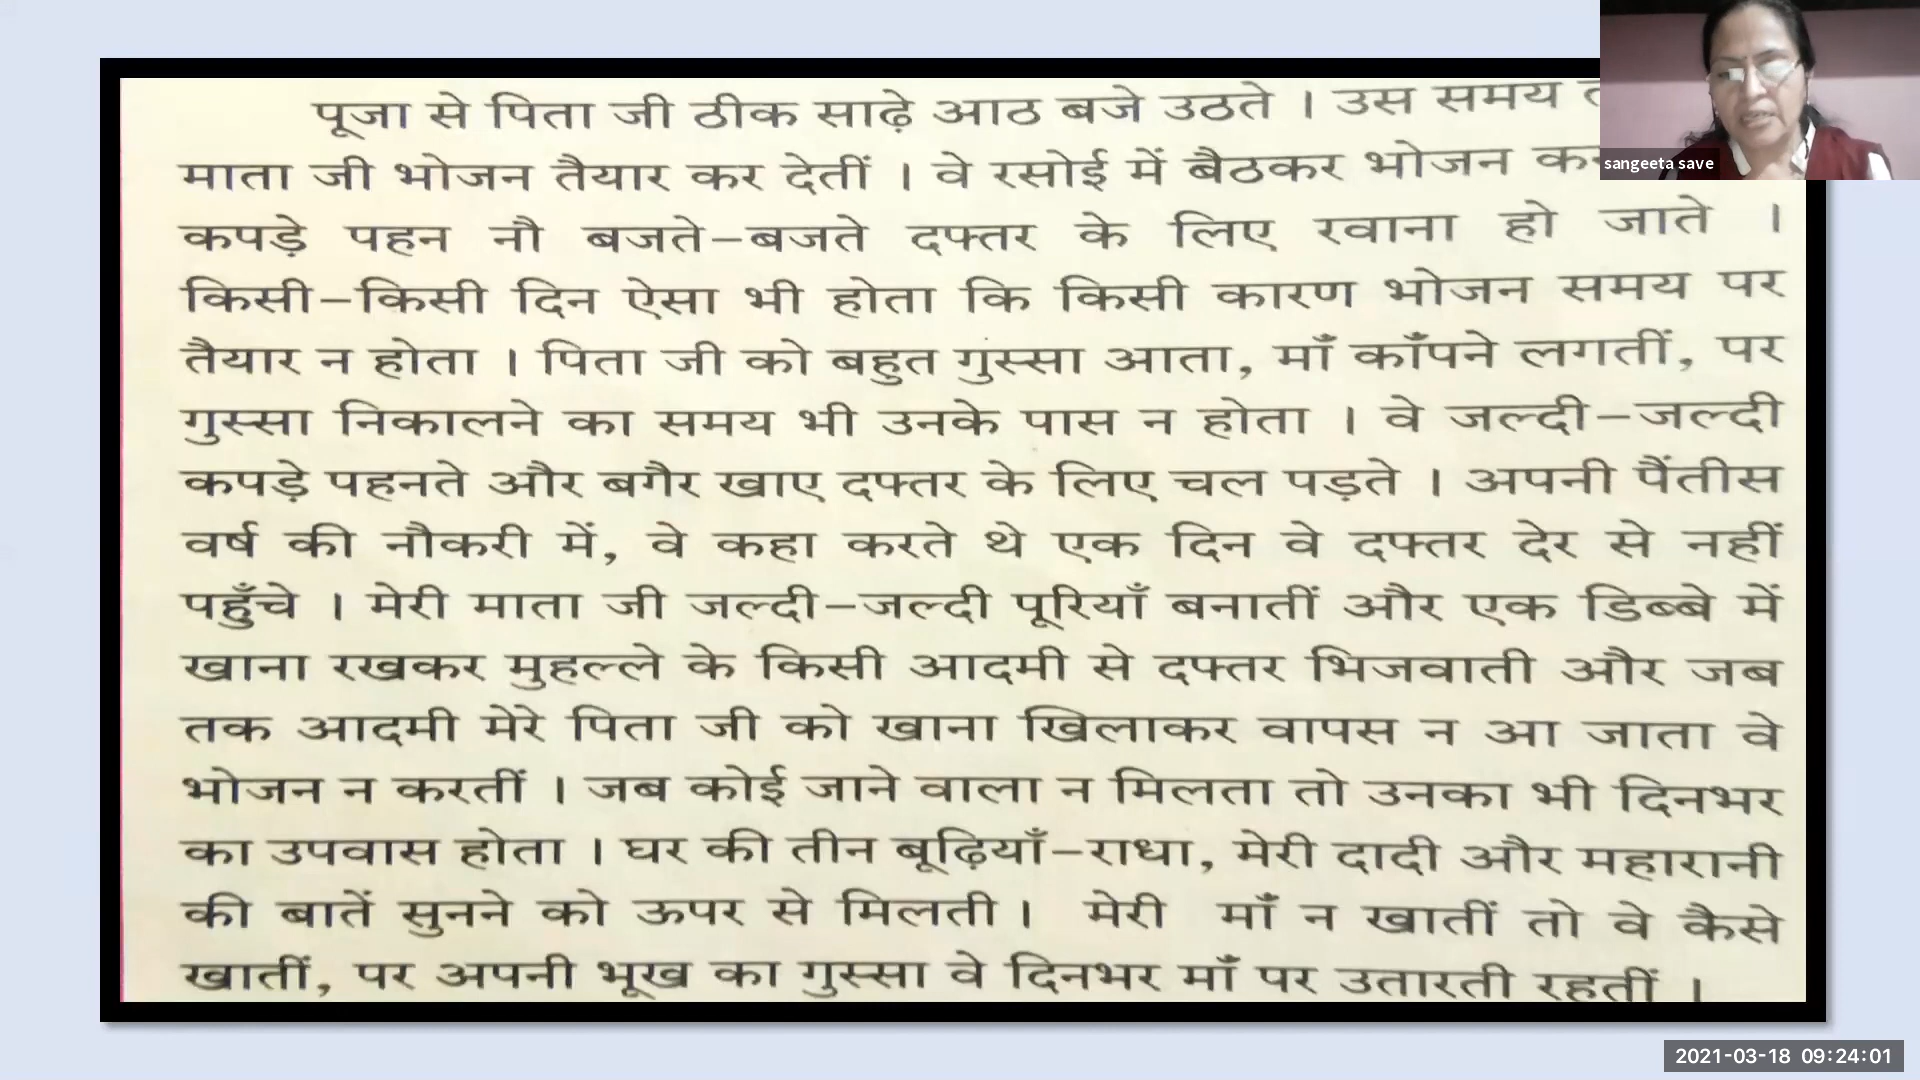 पूजा से पिता जी ठीक साढ़े आठ बजे उठते । उस समय
माता जी भोजन तैयार कर देतीं । वे रसोई में बैठकर भोजन
कपड़े पहन नौ बजते–बजते दफ्तर के लिए रवाना हो जाते ।
किसी–किसी दिन ऐसा भी होता कि किसी कारण भोजन समय पर
तैयार न होता । पिता जी को बहुत गुस्सा आता, माँ काँपने लगतीं, पर
गुस्सा निकालने का समय भी उनके पास न होता । वे जल्दी–जल्दी
कपड़े पहनते और बगैर खाए दफ्तर के लिए चल पड़ते । अपनी पैंतीस
वर्ष की नौकरी में, वे कहा करते थे एक दिन वे दफ्तर देर से नहीं
पहुँचे । मेरी माता जी जल्दी–जल्दी पूरियाँ बनातीं और एक डिब्बे में
खाना रखकर मुहल्ले के किसी आदमी से दफ्तर भिजवाती और जब
तक आदमी मेरे पिता जी को खाना खिलाकर वापस न आ जाता वे
भोजन न करतीं । जब कोई जाने वाला न मिलता तो उनका भी दिनभर
का उपवास होता । घर की तीन बूढ़ियाँ–राधा, मेरी दादी और महारानी
की बातें सुनने को ऊपर से मिलती । मेरी माँ न खातीं तो वे कैसे
खातीं, पर अपनी भूख का गुस्सा वे दिनभर माँ पर उतारती रहतीं ।
sangeeta save
2021-03-18 09:24:01